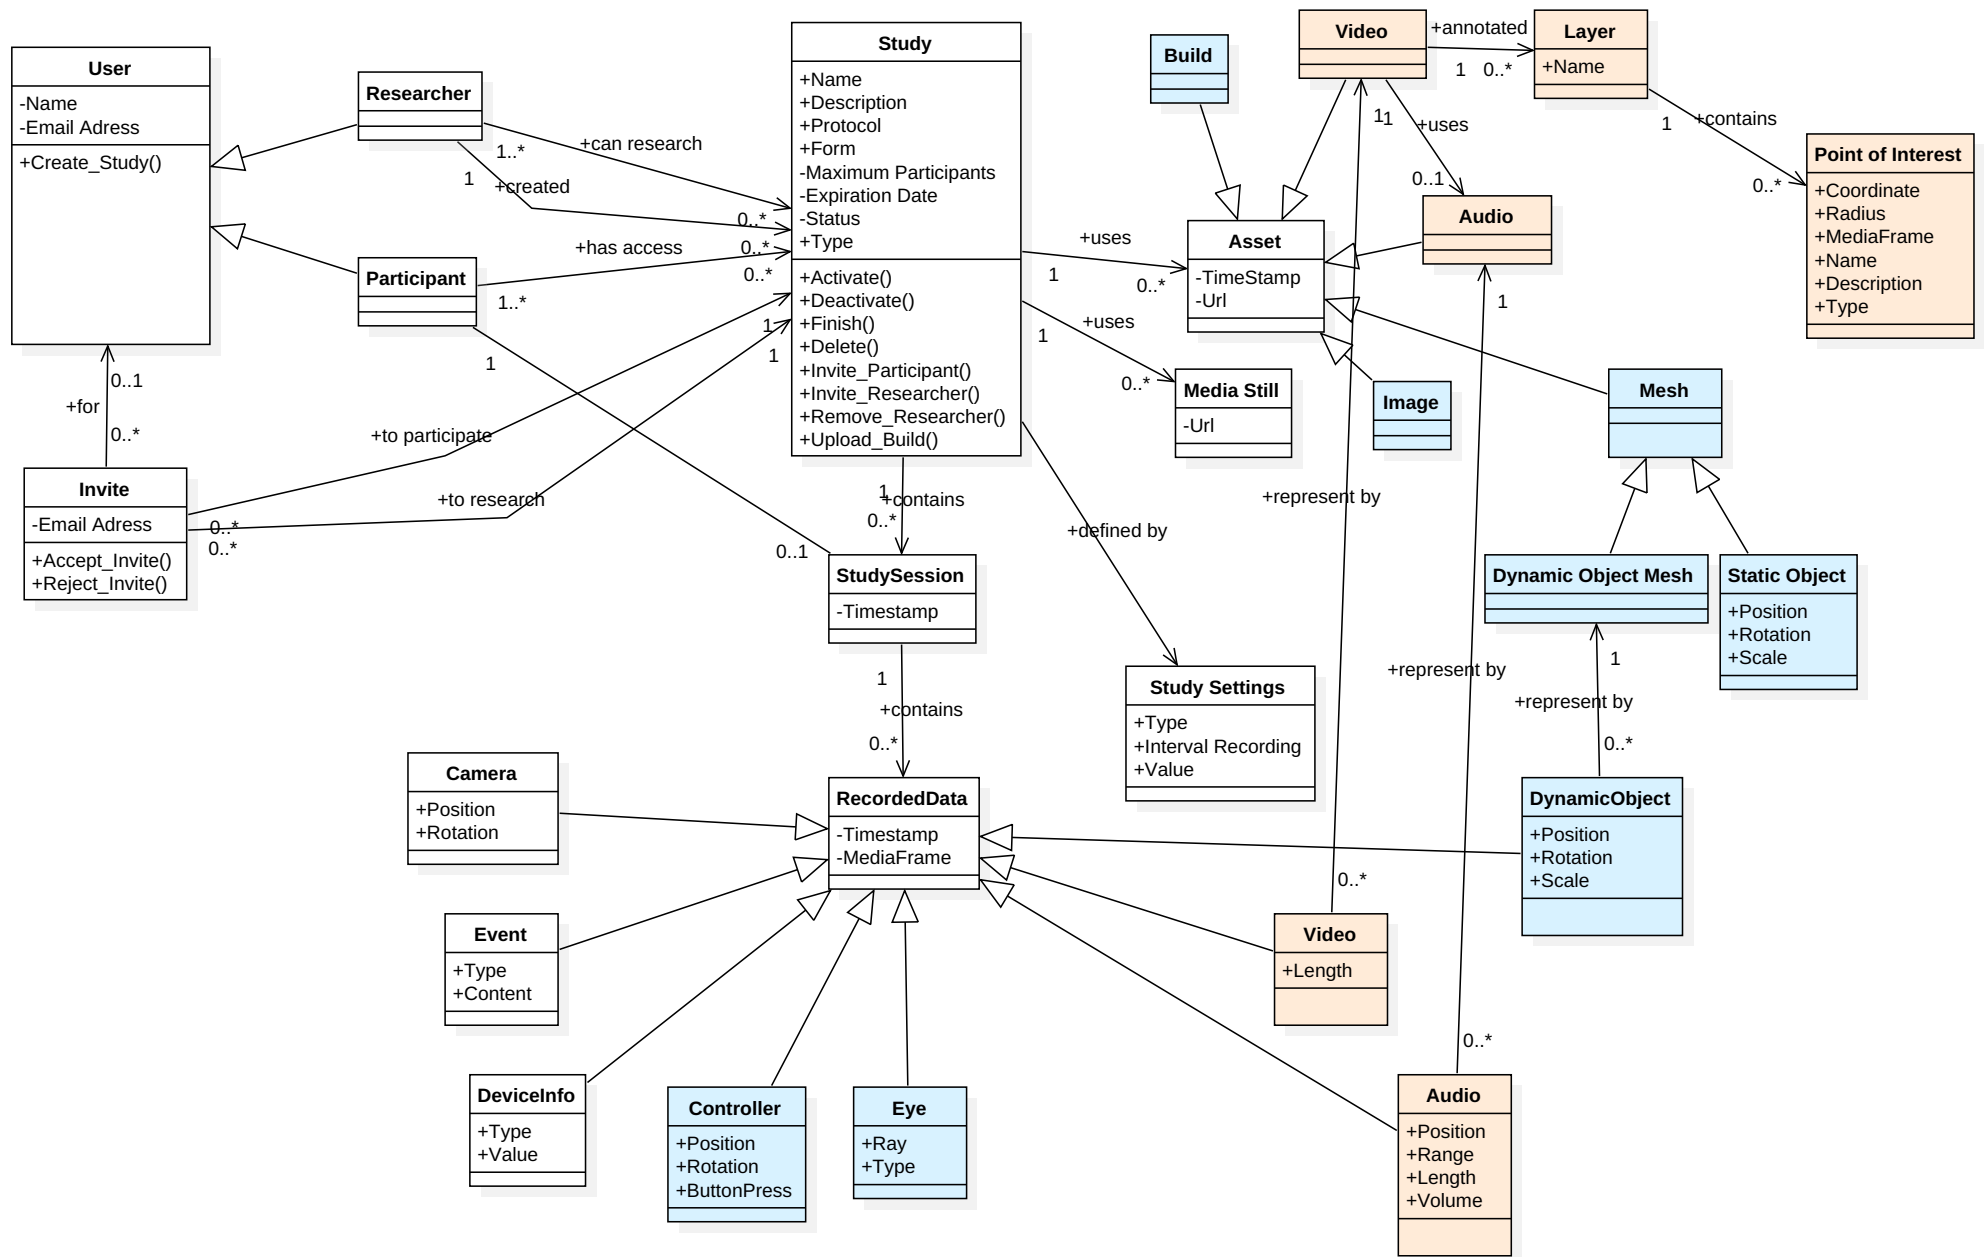 User
-Name
-Email Adress
+Create_Study()
Researcher
Participant
1..*
1
+can research
+created
+has access
1..*
0..*
0..*
0..*
1
1
1
Study
+Name
+Description
+Protocol
+Form
-Maximum Participants
-Expiration Date
-Status
+Type
+Activate()
+Deactivate()
+Finish()
+Delete()
+Invite_Participant()
+Invite_Researcher()
+Remove_Researcher()
+Upload_Build()
0..1
+for
0..*
Invite
-Email Adress
+Accept_Invite()
+Reject_Invite()
+to participate
+to research
0..*
0..*
1
+contains
0..*
0..1
StudySession
-Timestamp
1
+contains
0..*
+uses
1
0..*
+uses
1
0..*
+defined by
Build
Video
+annotated
1
0..*
Layer
+Name
1
+contains
0..*
Point of Interest
+Coordinate
+Radius
+MediaFrame
+Name
+Description
+Type
1
1
+uses
0..1
Audio
1
Asset
-TimeStamp
-Url
Media Still
-Url
Image
Mesh
+represent by
Dynamic Object Mesh
Static Object
+Position
+Rotation
+Scale
Study Settings
+Type
+Interval Recording
+Value
+represent by
1
+represent by
0..*
Camera
+Position
+Rotation
RecordedData
-Timestamp
-MediaFrame
DynamicObject
+Position
+Rotation
+Scale
0..*
Event
+Type
+Content
Video
+Length
0..*
DeviceInfo
+Type
+Value
Controller
+Position
+Rotation
+ButtonPress
Eye
+Ray
+Type
Audio
+Position
+Range
+Length
+Volume